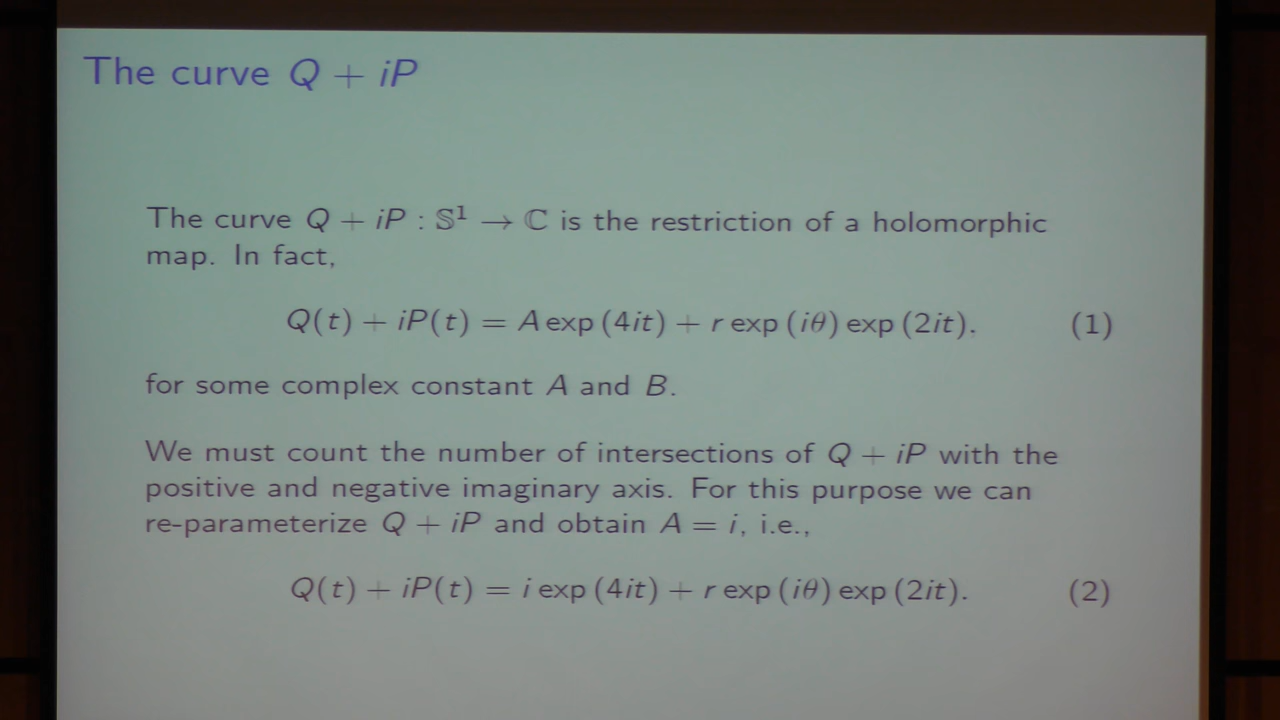 The curve Q + iP
The curve Q + iP : 𝕊¹ → ℂ is the restriction of a holomorphic
map. In fact,
Q(t) + iP(t) = A exp (4it) + r exp (iθ) exp (2it). (1)
for some complex constant A and B.
We must count the number of intersections of Q + iP with the
positive and negative imaginary axis. For this purpose we can
re-parameterize Q + iP and obtain A = i, i.e.,
Q(t) + iP(t) = i exp (4it) + r exp (iθ) exp (2it). (2)